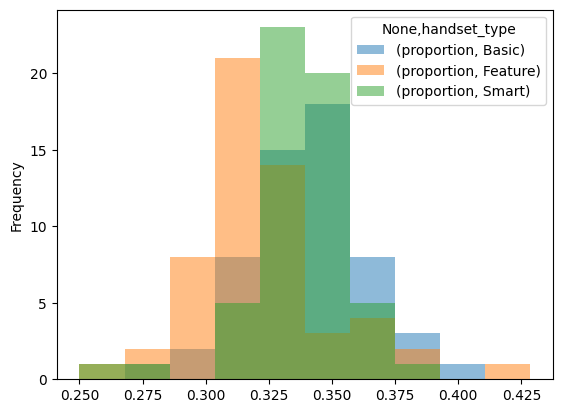 None,handset_type
(proportion, Basic)
(proportion, Feature)
(proportion, Smart)
Frequency
20
15
10
5
0
0.250 0.275 0.300 0.325 0.350 0.375 0.400 0.425